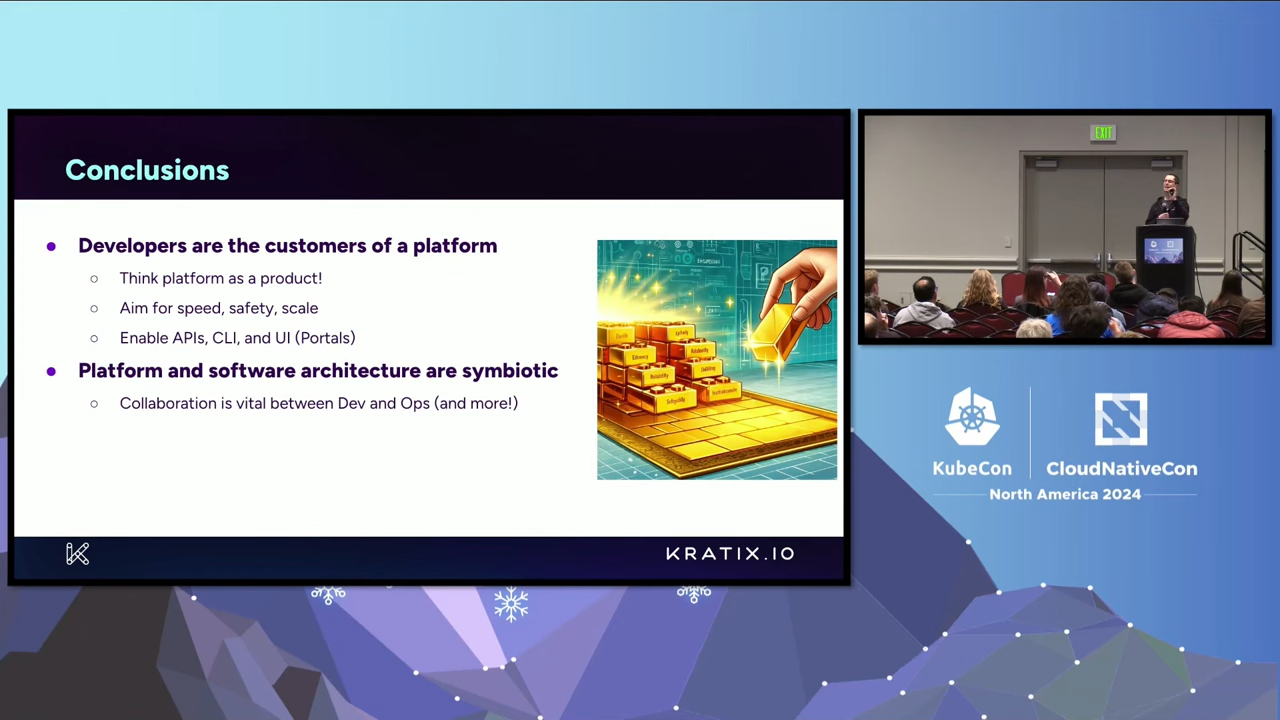 Conclusions
● Developers are the customers of a platform
○ Think platform as a product!
○ Aim for speed, safety, scale
○ Enable APIs, CLI, and UI (Portals)
● Platform and software architecture are symbiotic
○ Collaboration is vital between Dev and Ops (and more!)
KRATIX.IO
EXIT
KubeCon
CloudNativeCon
North America 2024